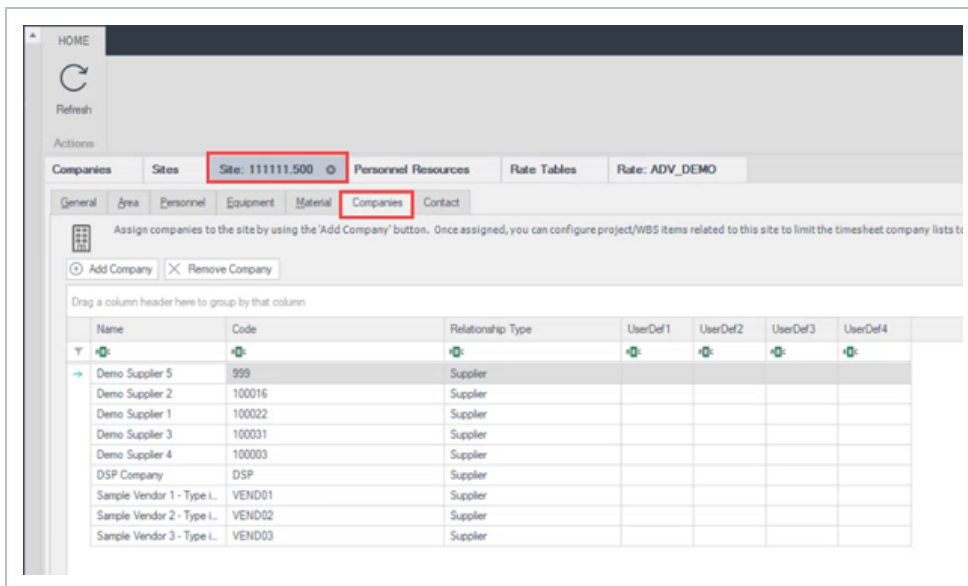 HOME
Refresh
Actions
Companies Sites Site: 111111.500 Personnel Resources Rate Tables Rate: ADV_DEMO
General Area Personnel Equipment Material Companies Contact
Assign companies to the site by using the 'Add Company' button. Once assigned, you can configure project/WBS items related to this site to limit the timesheet company lists to
Add Company Remove Company
Drag a column header here to group by that column
Name Code Relationship Type UserDef1 UserDef2 UserDef3 UserDef4
Demo Supplier 5 999 Supplier
Demo Supplier 2 100016 Supplier
Demo Supplier 1 100022 Supplier
Demo Supplier 3 100031 Supplier
Demo Supplier 4 100003 Supplier
DSP Company DSP Supplier
Sample Vendor 1 - Type i... VEND01 Supplier
Sample Vendor 2 - Type i... VEND02 Supplier
Sample Vendor 3 - Type i... VEND03 Supplier